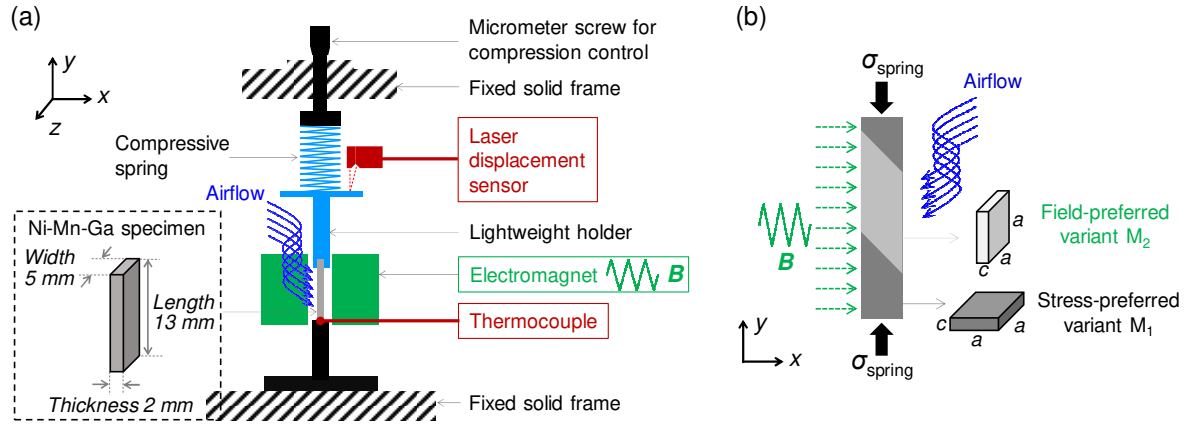 (a)
Micrometer screw for
compression control
y
x
z
Fixed solid frame
Compressive
spring
Laser
displacement
sensor
Airflow
Ni-Mn-Ga specimen
Width
5 mm
Length
13 mm
Thickness 2 mm
Lightweight holder
Electromagnet B
Thermocouple
Fixed solid frame
(b)
σspring
Airflow
B
a
a
c
Field-preferred
variant M2
c
a
a
Stress-preferred
variant M1
y
x
σspring